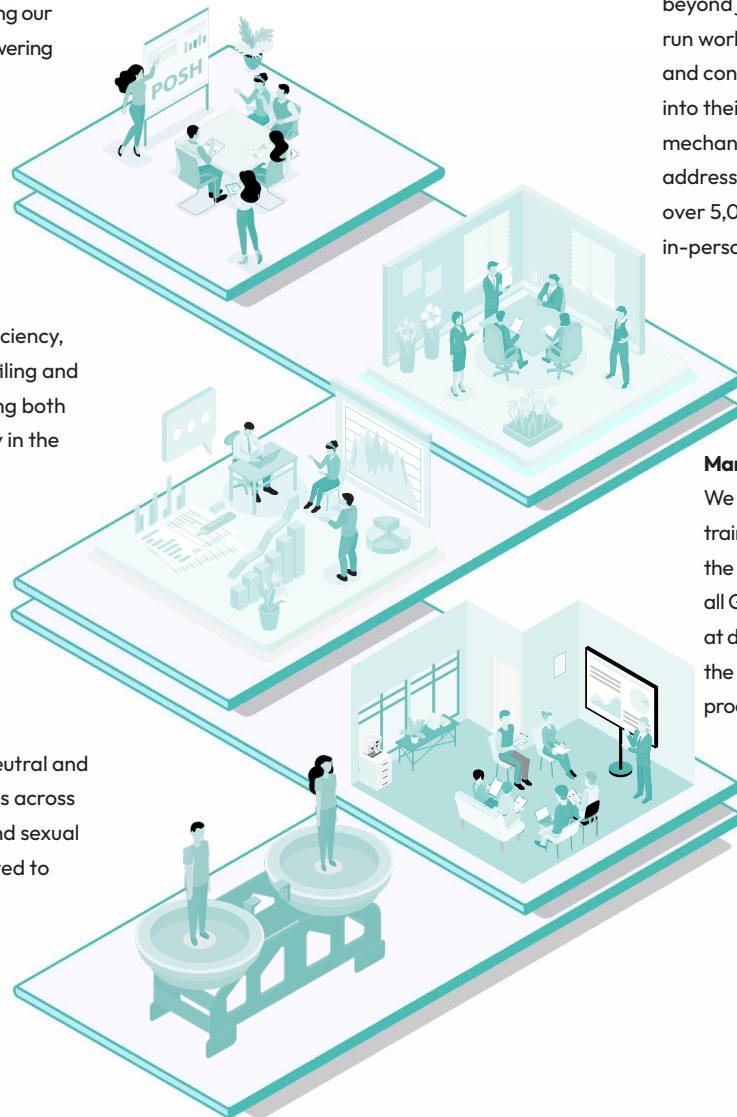 ng our
wering
POSH
beyond
run work
and con
into thei
mechan
address
over 5,0
in-perso
ciency,
iling and
ng both
y in the
Mar
We
train
the
all G
at d
the
proc
eutral and
s across
nd sexual
ed to